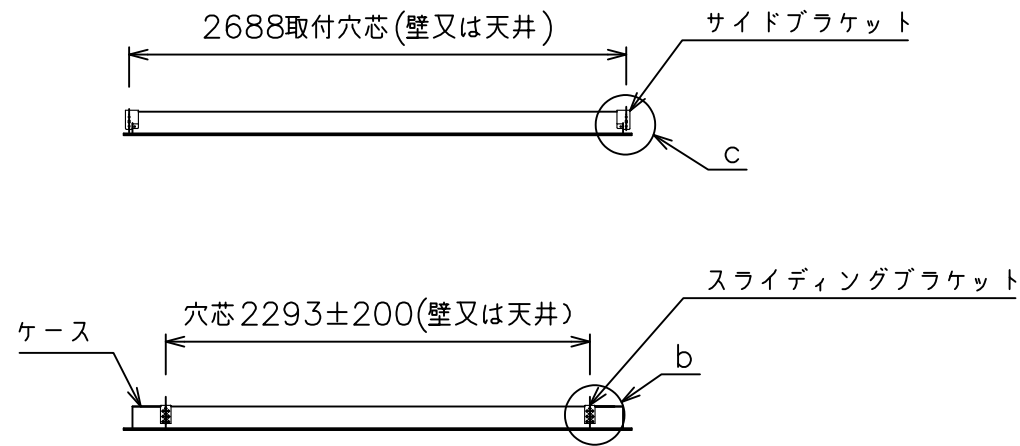 2688取付穴芯(壁又は天井)
サイドブラケット
c
スライディングブラケット
穴芯2293±200(壁又は天井)
ケース
b